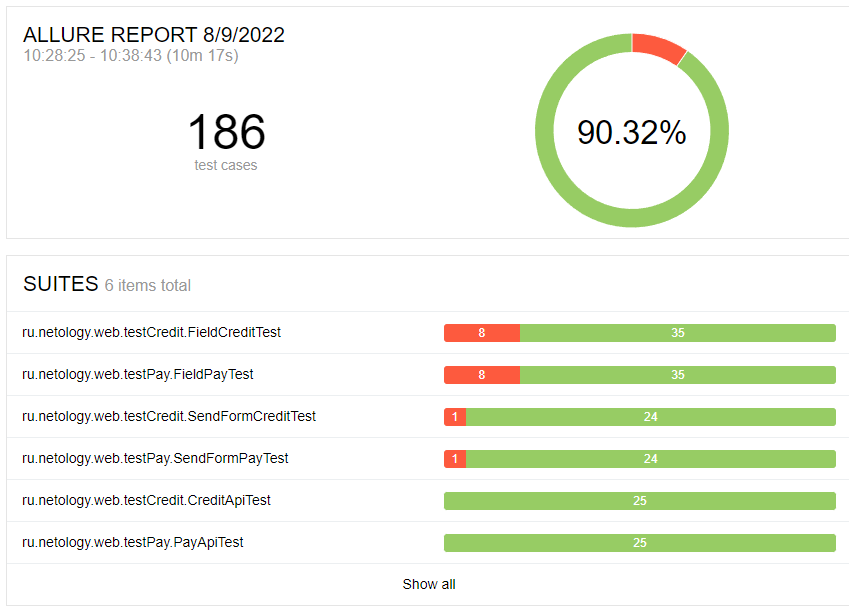 ALLURE REPORT 8/9/2022
10:28:25 - 10:38:43 (10m 17s)
186
test cases
90.32%
SUITES 6 items total
ru.netology.web.testCredit.FieldCreditTest 8 35
ru.netology.web.testPay.FieldPayTest 8 35
ru.netology.web.testCredit.SendFormCreditTest 1 24
ru.netology.web.testPay.SendFormPayTest 1 24
ru.netology.web.testCredit.CreditApiTest 25
ru.netology.web.testPay.PayApiTest 25
Show all